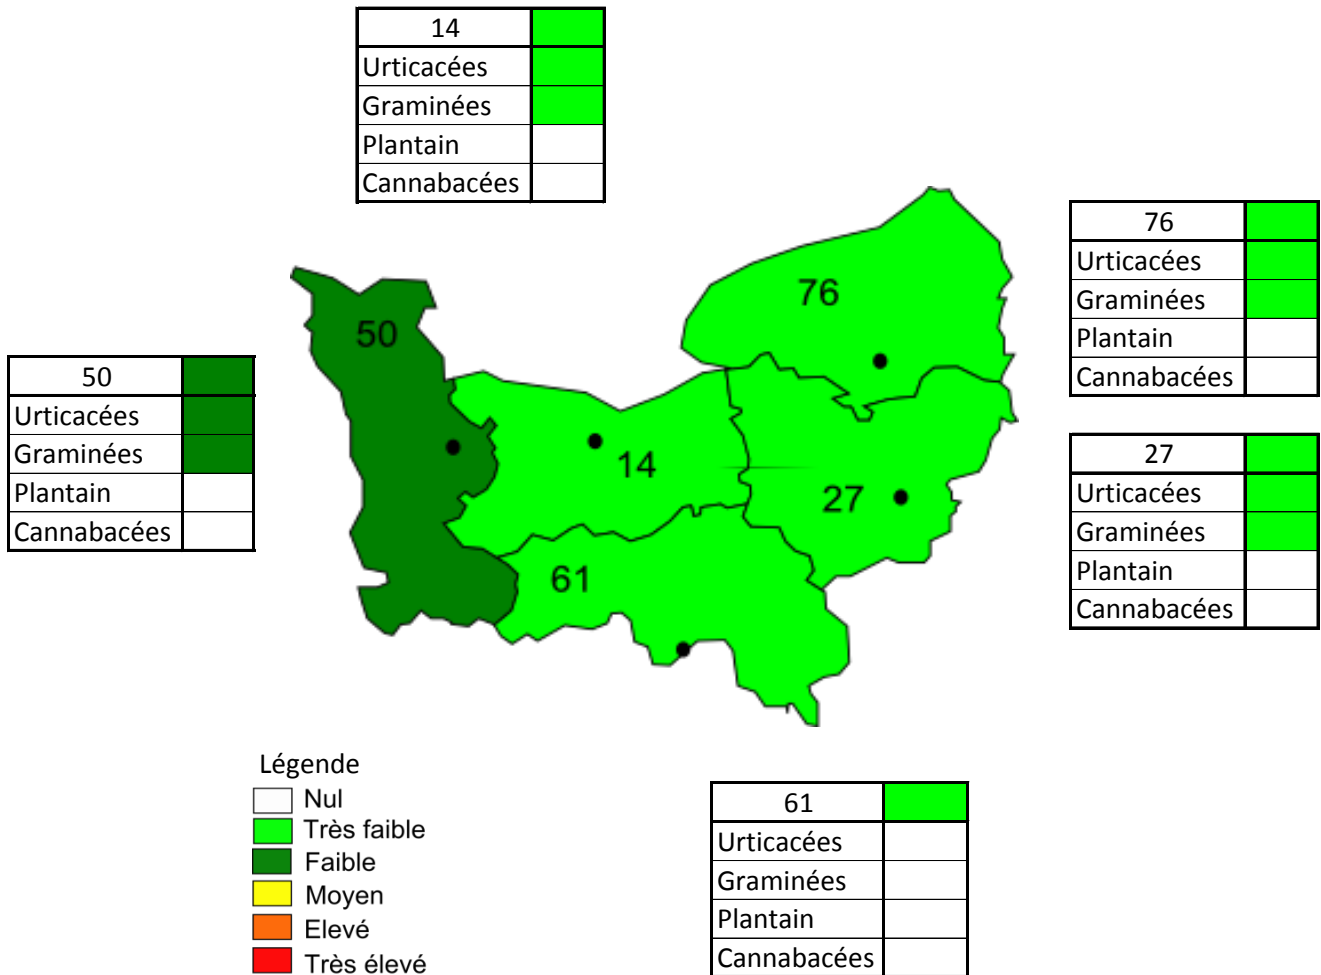 14
Urticacées
Graminées
Plantain
Cannabacées
76
Urticacées
Graminées
Plantain
Cannabacées
76
50
50
Urticacées
Graminées
Plantain
Cannabacées
14
27
27
Urticacées
Graminées
Plantain
Cannabacées
61
Légende
Nul
Très faible
Faible
Moyen
Elevé
Très élevé
61
Urticacées
Graminées
Plantain
Cannabacées